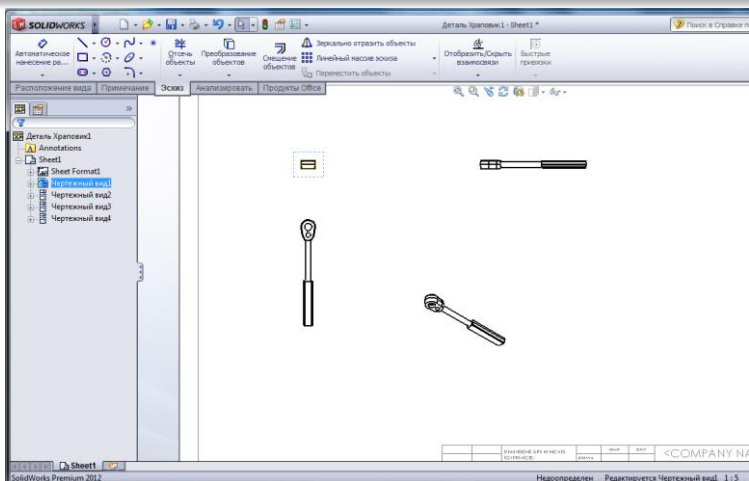 SOLIDWORKS
Деталь Храповик1 - Sheet1 *
Поиск в Справке п
Автоматическое нанесение ра...
Отсечь объекты
Преобразование объектов
Смещение объектов
Зеркально отразить объекты
Линейный массив эскиза
Переместить объекты
Отобразить/Скрыть взаимосвязи
Быстрые привязки
Расположение вида
Примечание
Эскиз
Анализировать
Продукты Office
Деталь Храповик1
Annotations
Sheet1
Sheet Format1
Чертежный вид1
Чертежный вид2
Чертежный вид3
Чертежный вид4
<COMPANY NA
Sheet1
SolidWorks Premium 2012
Недоопределен Редактируется Чертежный вид1 1 : 5